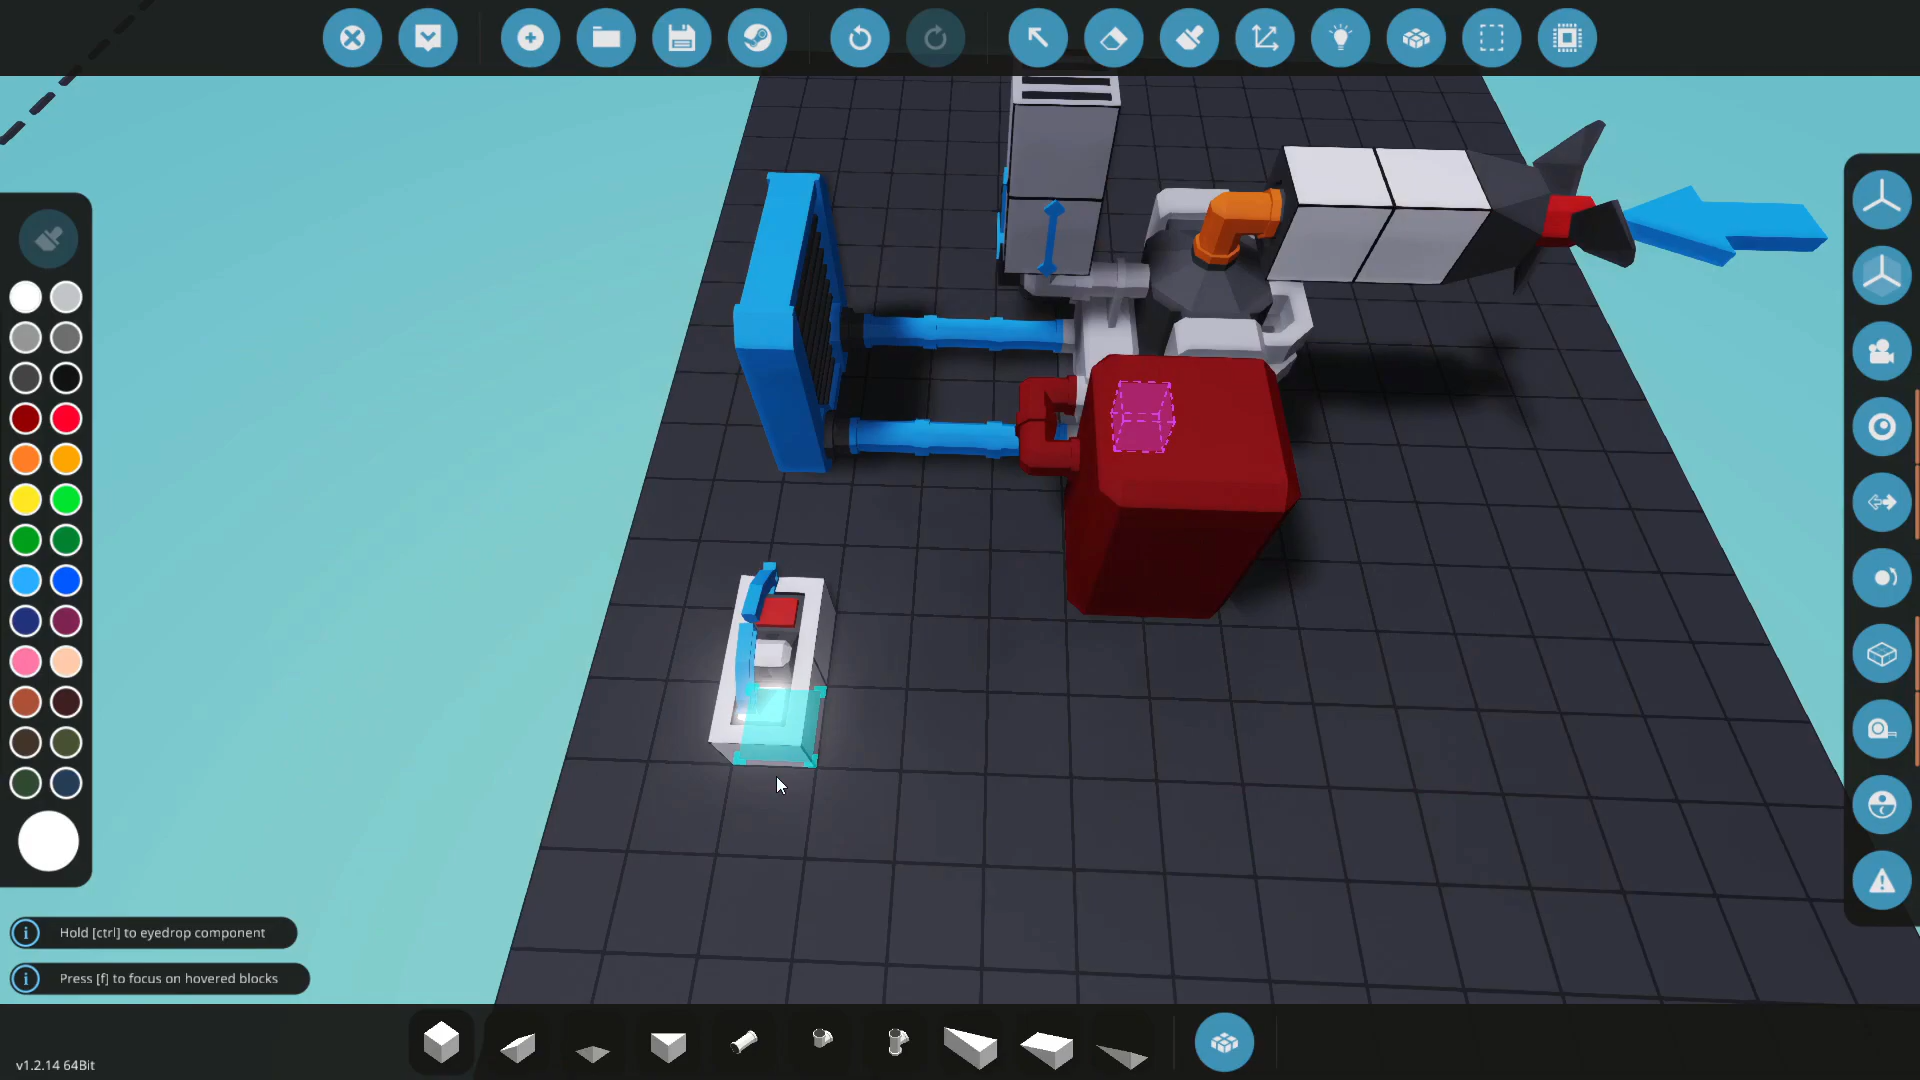 Hold [ctrl] to eyedrop component
Press [f] to focus on hovered blocks
v1.2.14 64Bit